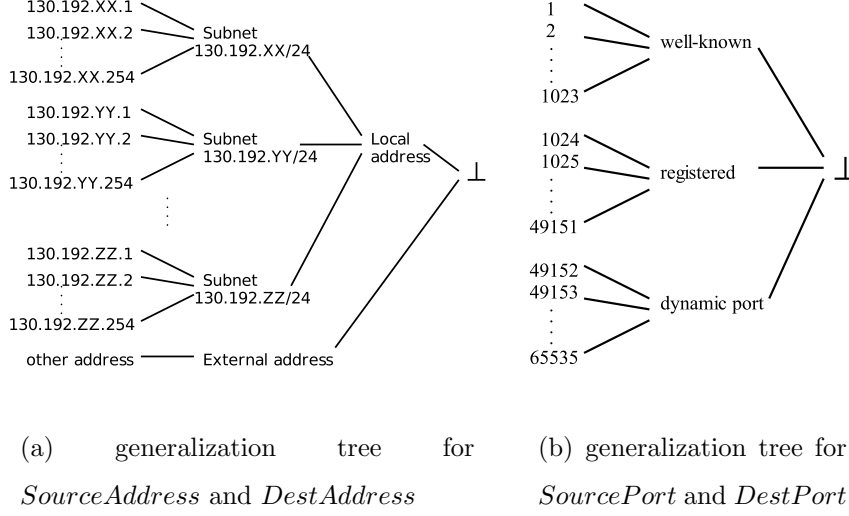 130.192.XX.1
130.192.XX.2
130.192.XX.254
Subnet
130.192.XX/24
130.192.YY.1
130.192.YY.2
130.192.YY.254
Subnet
130.192.YY/24
130.192.ZZ.1
130.192.ZZ.2
130.192.ZZ.254
Subnet
130.192.ZZ/24
other address
External address
Local
address
⊥
(a) generalization tree for
SourceAddress and DestAddress
1
2
1023
well-known
1024
1025
49151
registered
49152
49153
65535
dynamic port
⊥
(b) generalization tree for
SourcePort and DestPort